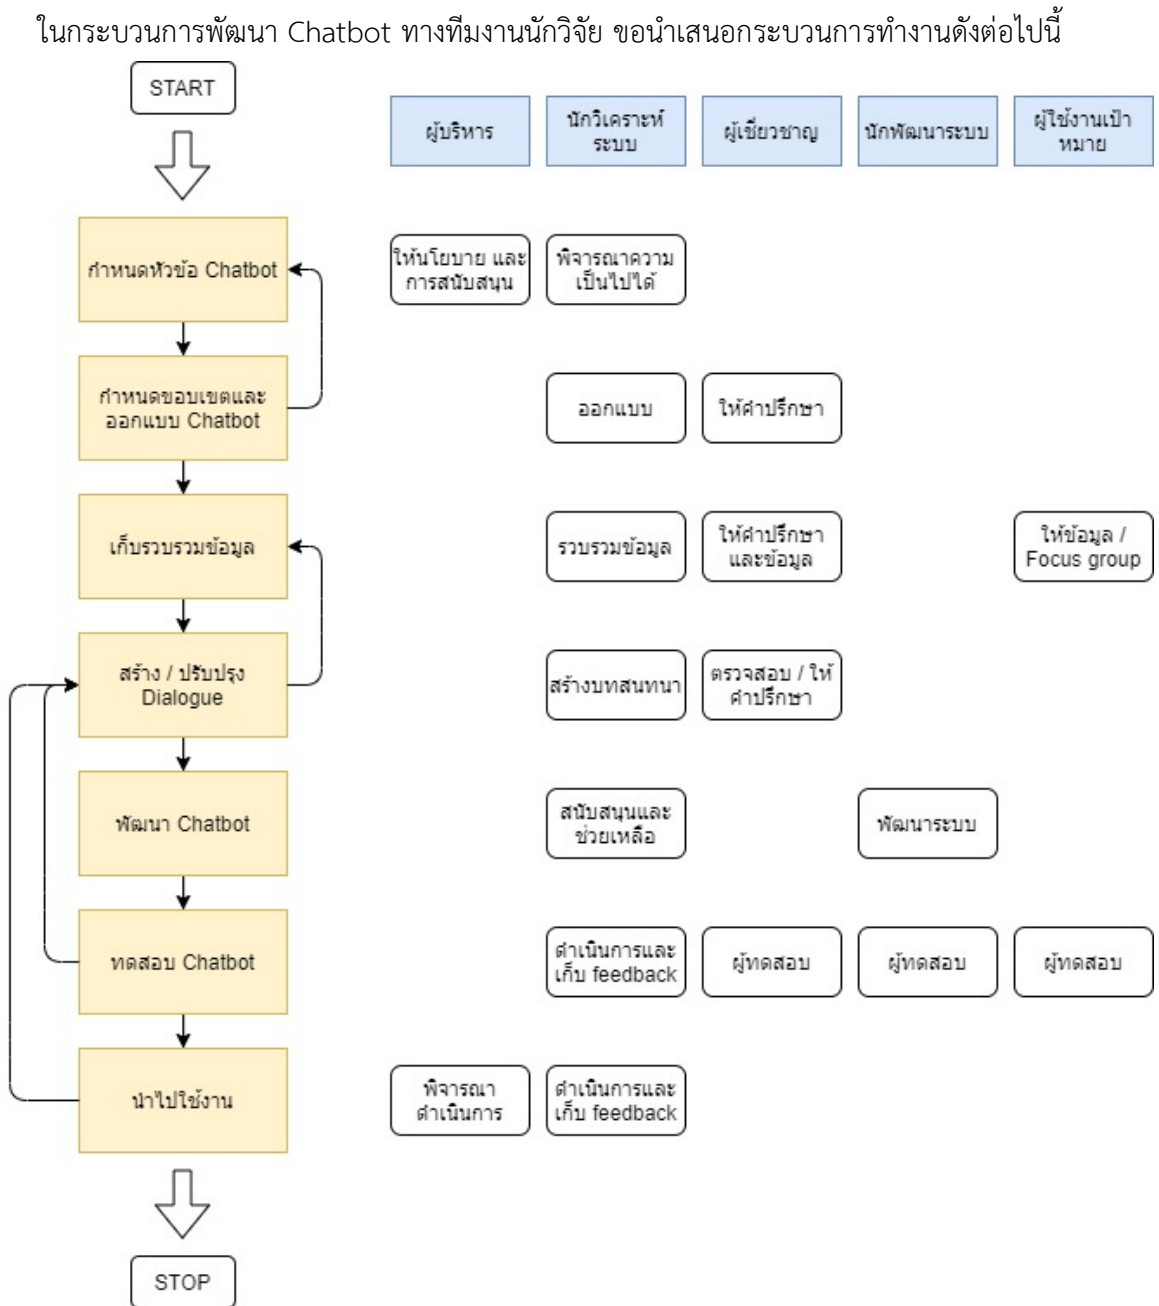 ในกระบวนการพัฒนา Chatbot ทางทีมงานนักวิจัย ขอนำเสนอกระบวนการทำงานดังต่อไปนี้
START
ผู้บริหาร
นักวิเคราะห์
ระบบ
ผู้เชี่ยวชาญ
นักพัฒนาระบบ
ผู้ใช้งานเป้า
หมาย
กำหนดหัวข้อ Chatbot
ให้นโยบาย และ
การสนับสนุน
พิจารณาความ
เป็นไปได้
กำหนดขอบเขตและ
ออกแบบ Chatbot
ออกแบบ
ให้คำปรึกษา
เก็บรวบรวมข้อมูล
รวบรวมข้อมูล
ให้คำปรึกษา
และข้อมูล
ให้ข้อมูล /
Focus group
สร้าง / ปรับปรุง
Dialogue
สร้างบทสนทนา
ตรวจสอบ / ให้
คำปรึกษา
พัฒนา Chatbot
สนับสนุนและ
ช่วยเหลือ
พัฒนาระบบ
ทดสอบ Chatbot
ดำเนินการและ
เก็บ feedback
ผู้ทดสอบ
ผู้ทดสอบ
ผู้ทดสอบ
นำไปใช้งาน
พิจารณา
ดำเนินการ
ดำเนินการและ
เก็บ feedback
STOP